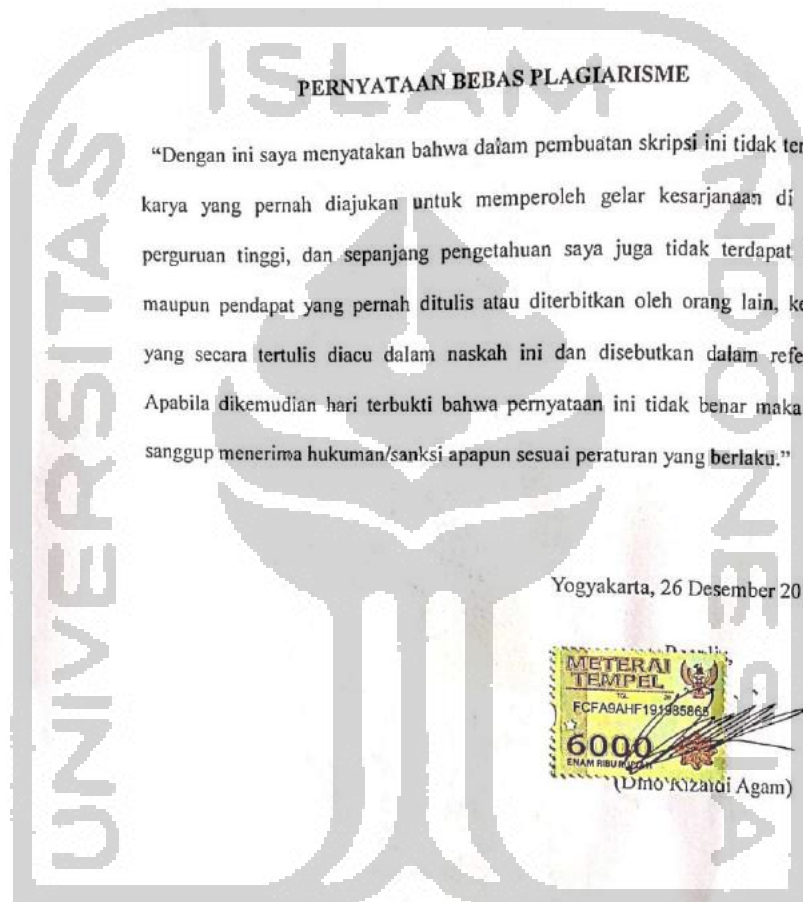 UNIVERSITAS
ISLAM
INDONESIA
PERNYATAAN BEBAS PLAGIARISME
“Dengan ini saya menyatakan bahwa dalam pembuatan skripsi ini tidak ter
karya yang pernah diajukan untuk memperoleh gelar kesarjanaan di
perguruan tinggi, dan sepanjang pengetahuan saya juga tidak terdapat
maupun pendapat yang pernah ditulis atau diterbitkan oleh orang lain, ke
yang secara tertulis diacu dalam naskah ini dan disebutkan dalam refe
Apabila dikemudian hari terbukti bahwa pernyataan ini tidak benar maka
sanggup menerima hukuman/sanksi apapun sesuai peraturan yang berlaku.”
Yogyakarta, 26 Desember 20
METERAI
TEMPEL
TGL. 20
6000
ENAM RIBU RUPIAH
Agam)